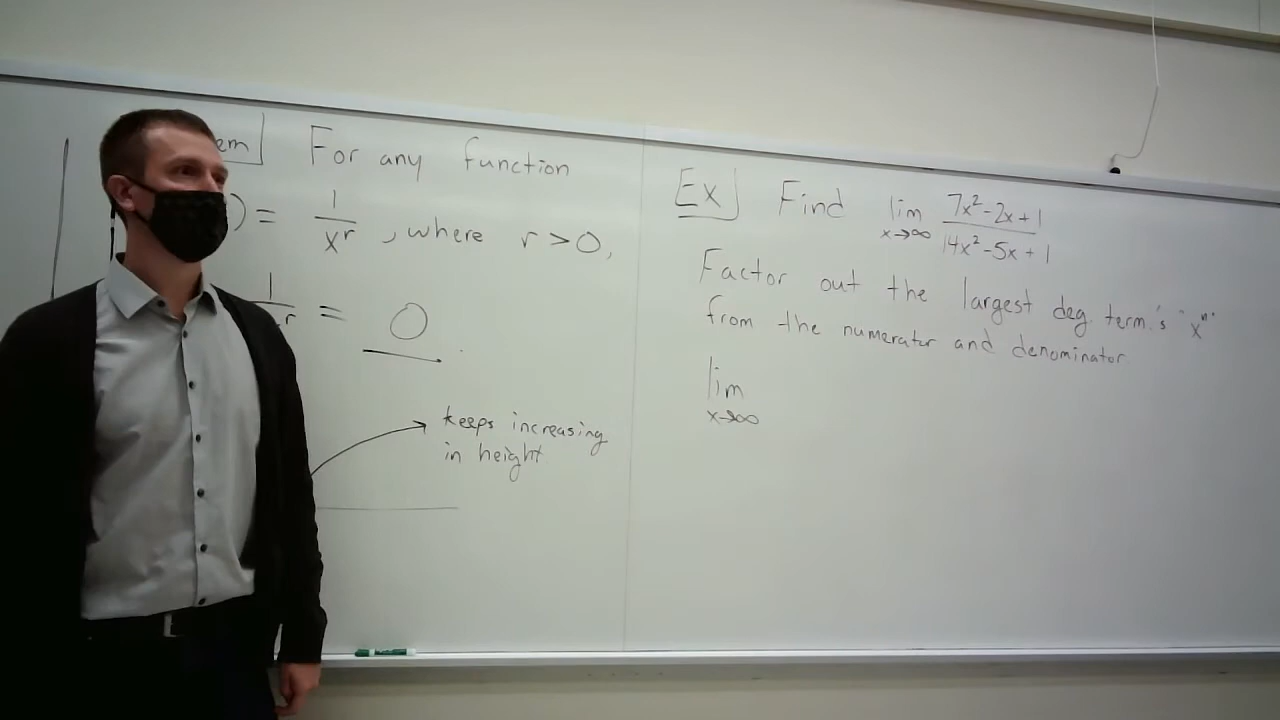 em] For any function
) = 1/x^r , where r > 0,
1/x^r = 0
keeps increasing
in height
Ex] Find lim x→∞ (7x² - 2x + 1)/(14x² - 5x + 1)
Factor out the largest deg. term's "xⁿ"
from the numerator and denominator
lim
x→∞